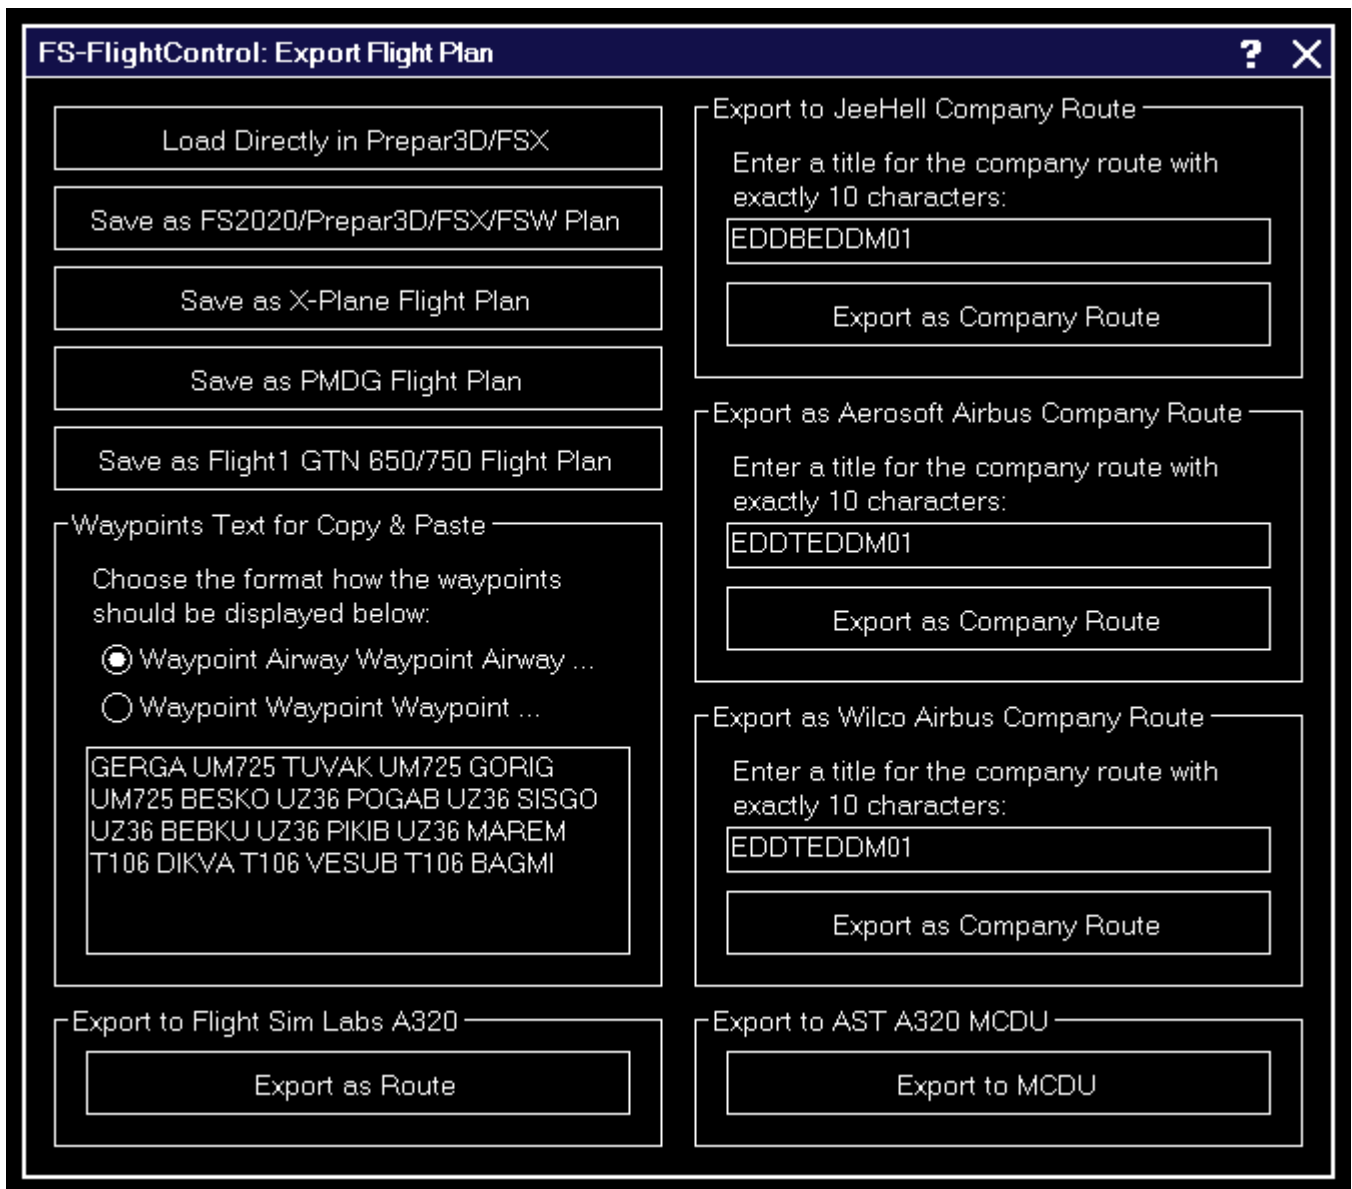 FS-FlightControl: Export Flight Plan
?
Load Directly in Prepar3D/FSX
Save as FS2020/Prepar3D/FSX/FSW Plan
Save as X-Plane Flight Plan
Save as PMDG Flight Plan
Save as Flight1 GTN 650/750 Flight Plan
Waypoints Text for Copy & Paste
Choose the format how the waypoints
should be displayed below:
Waypoint Airway Waypoint Airway ...
Waypoint Waypoint Waypoint ...
GERGA UM725 TUVAK UM725 GORIG
UM725 BESKO UZ36 POGAB UZ36 SISGO
UZ36 BEBKU UZ36 PIKIB UZ36 MAREM
T106 DIKVA T106 VESUB T106 BAGMI
Export to Flight Sim Labs A320
Export as Route
Export to JeeHell Company Route
Enter a title for the company route with
exactly 10 characters:
EDDBEDDM01
Export as Company Route
Export as Aerosoft Airbus Company Route
Enter a title for the company route with
exactly 10 characters:
EDDTEDDM01
Export as Company Route
Export as Wilco Airbus Company Route
Enter a title for the company route with
exactly 10 characters:
EDDTEDDM01
Export as Company Route
Export to AST A320 MCDU
Export to MCDU